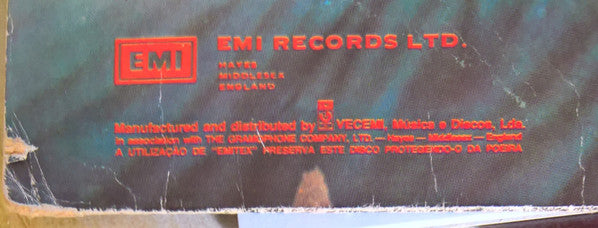 EMI
EMI RECORDS LTD.
HAYES
MIDDLESEX
ENGLAND
Manufactured and distributed by VECEMI, Musica e Discos, Lda.
in association with THE GRAMOPHONE COMPANY, LTD. — Hayes — Middlesex — England
A UTILIZAÇÃO DE "EMITEX" PRESERVA ESTE DISCO PROTEGENDO-O DA POEIRA